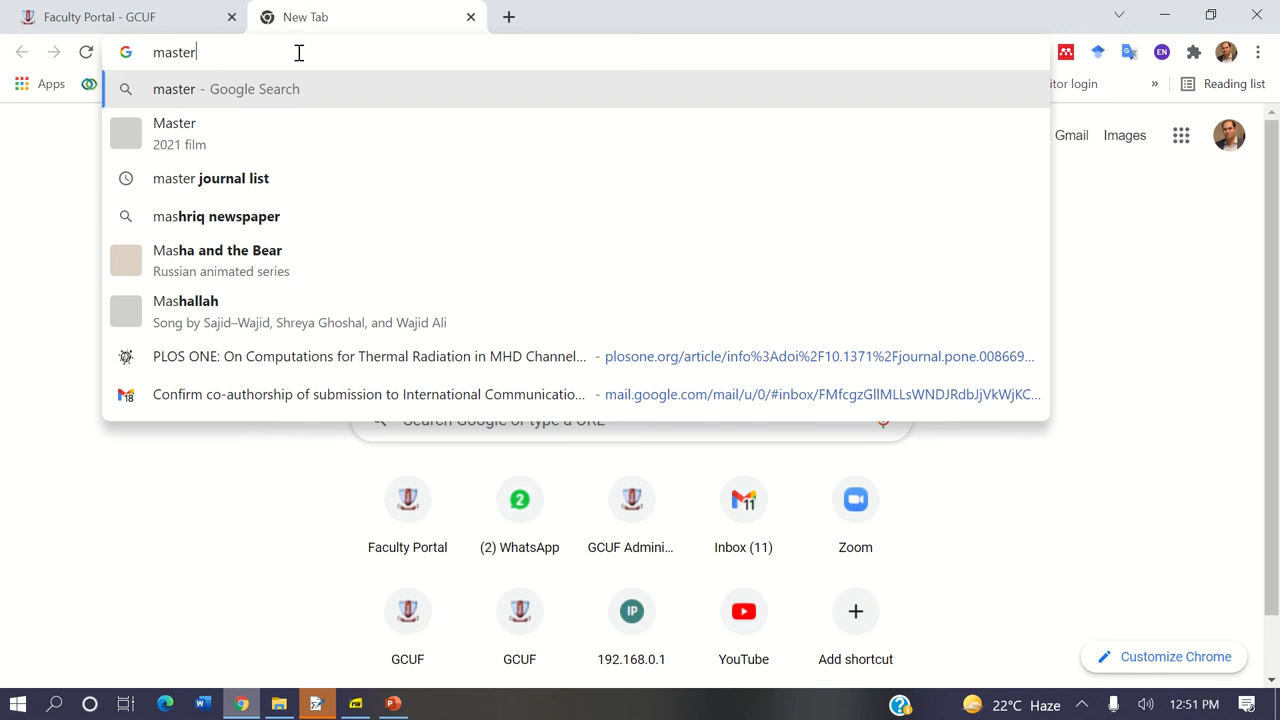 Faculty Portal - GCUF
New Tab
master
master - Google Search
Master
2021 film
master journal list
mashriq newspaper
Masha and the Bear
Russian animated series
Mashallah
Song by Sajid–Wajid, Shreya Ghoshal, and Wajid Ali
PLOS ONE: On Computations for Thermal Radiation in MHD Channel... - plosone.org/article/info%3Adoi%2F10.1371%2Fjournal.pone.008669...
Confirm co-authorship of submission to International Communicatio... - mail.google.com/mail/u/0/#inbox/FMfcgzGllMLLsWNDJRdbJjVkWjKC...
EN
Apps
itor login
»
Reading list
Gmail Images
Search Google or type a URL
Faculty Portal
(2) WhatsApp
GCUF Admini...
Inbox (11)
Zoom
IP
GCUF
GCUF
192.168.0.1
YouTube
Add shortcut
Customize Chrome
22°C Haze
12:51 PM